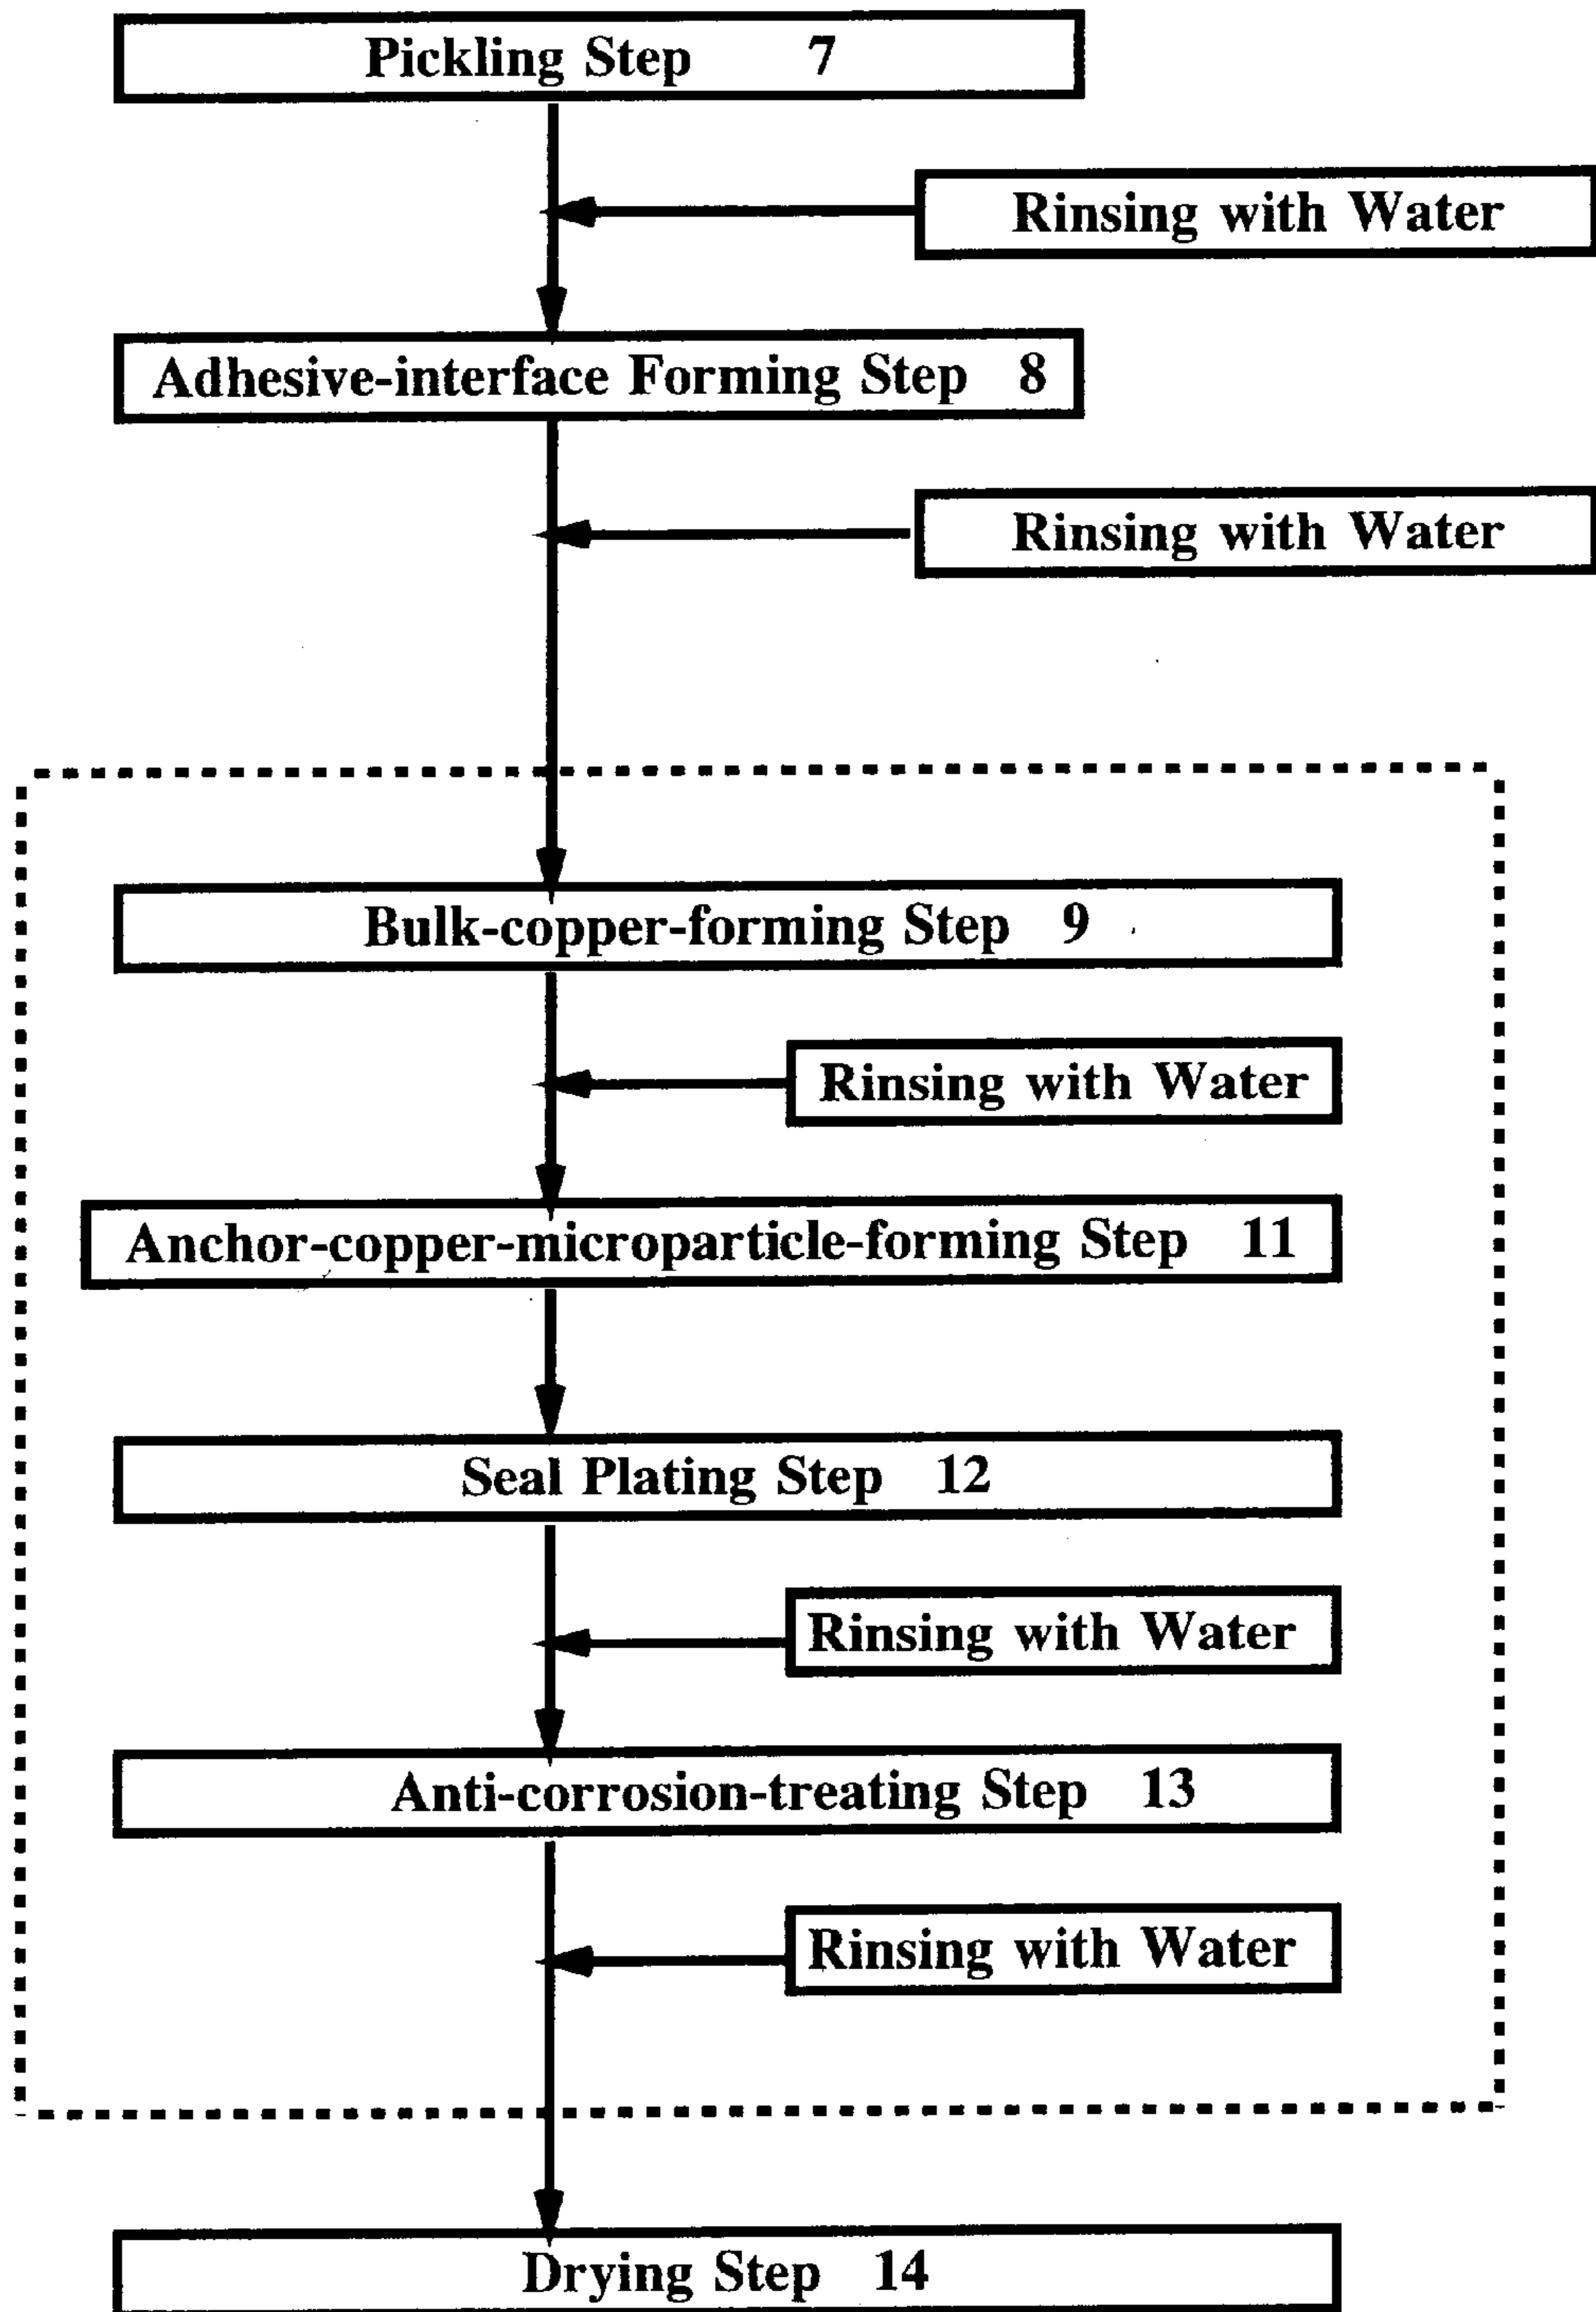 Pickling Step 7
Rinsing with Water
Adhesive-interface Forming Step 8
Rinsing with Water
Bulk-copper-forming Step 9
Rinsing with Water
Anchor-copper-microparticle-forming Step 11
Seal Plating Step 12
Rinsing with Water
Anti-corrosion-treating Step 13
Rinsing with Water
Drying Step 14